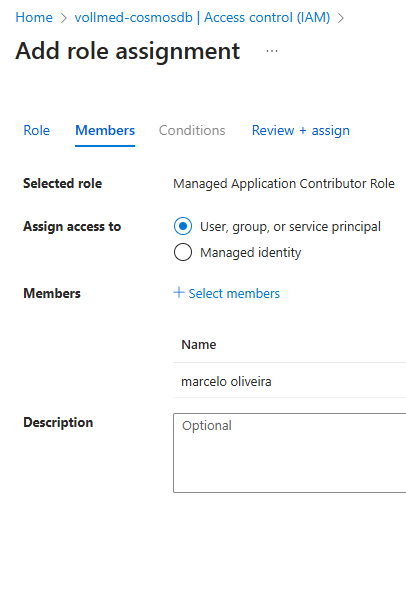 Home > vollmed-cosmosdb | Access control (IAM) >
Add role assignment ...
Role Members Conditions Review + assign
Selected role Managed Application Contributor Role
Assign access to User, group, or service principal
Managed identity
Members + Select members
Name
marcelo oliveira
Description Optional